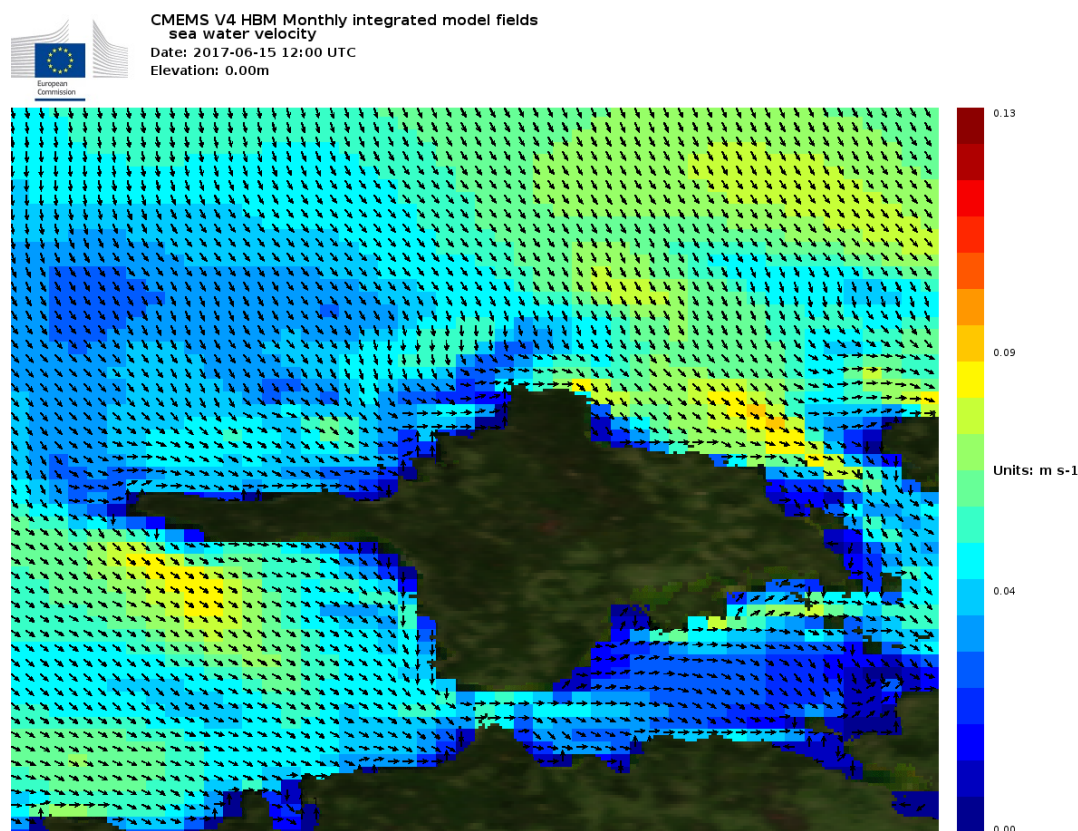 CMEMS V4 HBM Monthly integrated model fields
sea water velocity
Date: 2017-06-15 12:00 UTC
Elevation: 0.00m
European
Commission
0.13
0.09
Units: m s-1
0.04
0.00